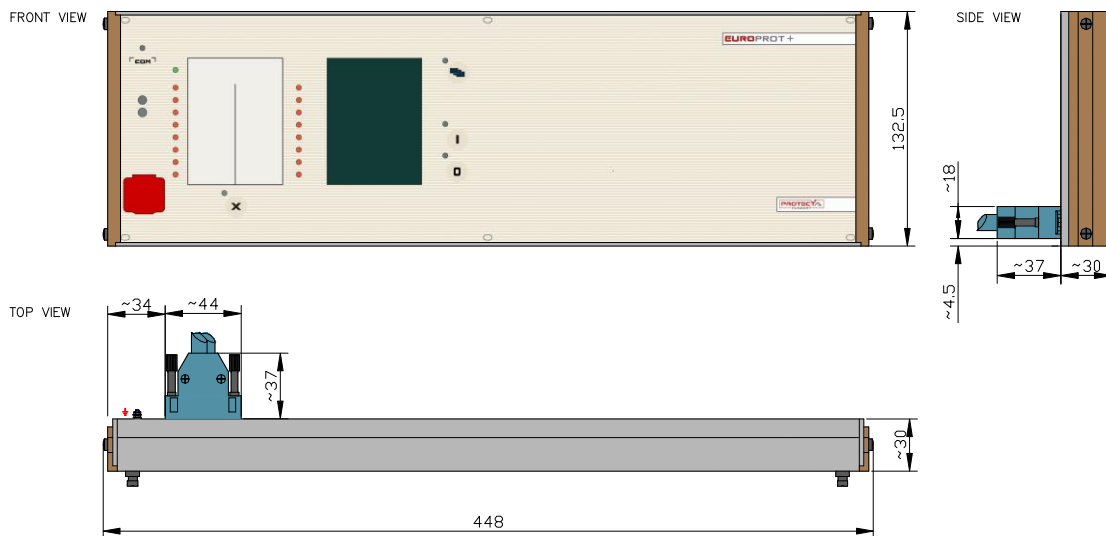 FRONT VIEW
SIDE VIEW
EUROPROT+
COM
I
O
X
PROTECTA
132.5
~18
~37
~30
~4.5
TOP VIEW
~34
~44
~37
~30
448